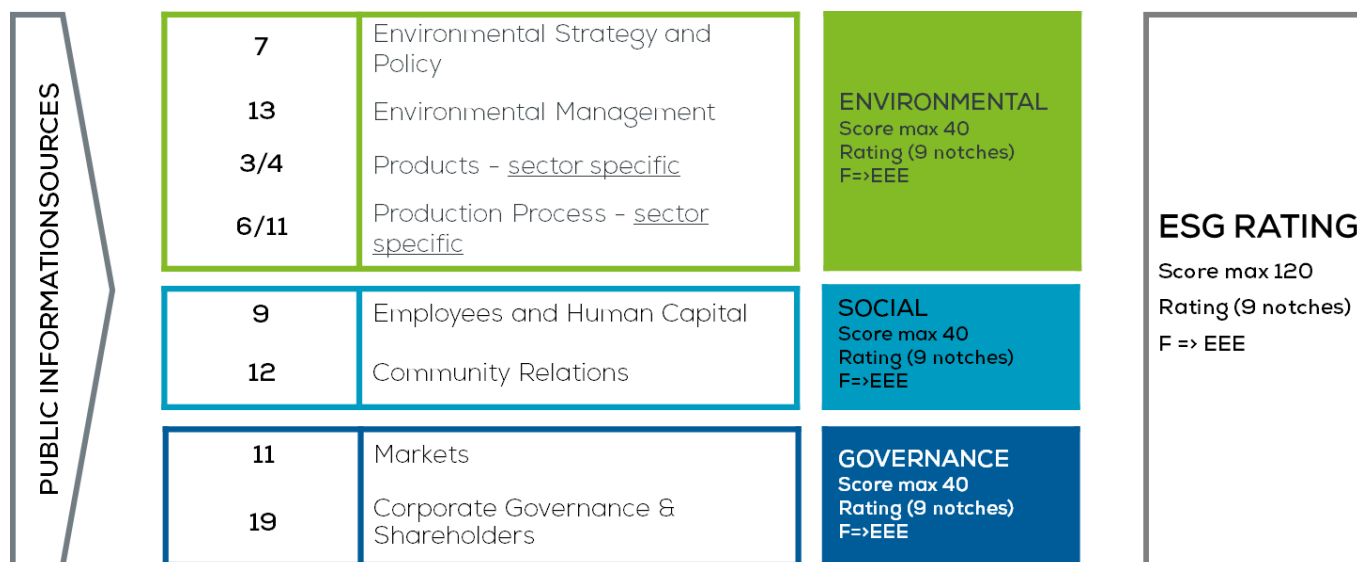 PUBLIC INFORMATIONSOURCES
7
Environmental Strategy and
Policy
13
Environmental Management
3/4
Products - sector specific
6/11
Production Process - sector
specific
ENVIRONMENTAL
Score max 40
Rating (9 notches)
F=>EEE
9
Employees and Human Capital
12
Community Relations
SOCIAL
Score max 40
Rating (9 notches)
F=>EEE
11
Markets
19
Corporate Governance &
Shareholders
GOVERNANCE
Score max 40
Rating (9 notches)
F=>EEE
ESG RATING
Score max 120
Rating (9 notches)
F => EEE